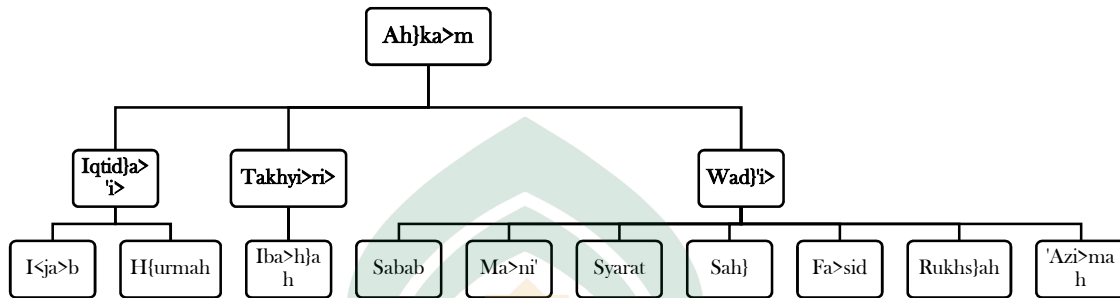 Ah}ka>m
Iqtid}a>
'i>
Takhyi>ri>
Wad}'i>
I<ja>b
H{urmah
Iba>h}a
h
Sabab
Ma>ni'
Syarat
Sah}
Fa>sid
Rukhs}ah
'Azi>ma
h